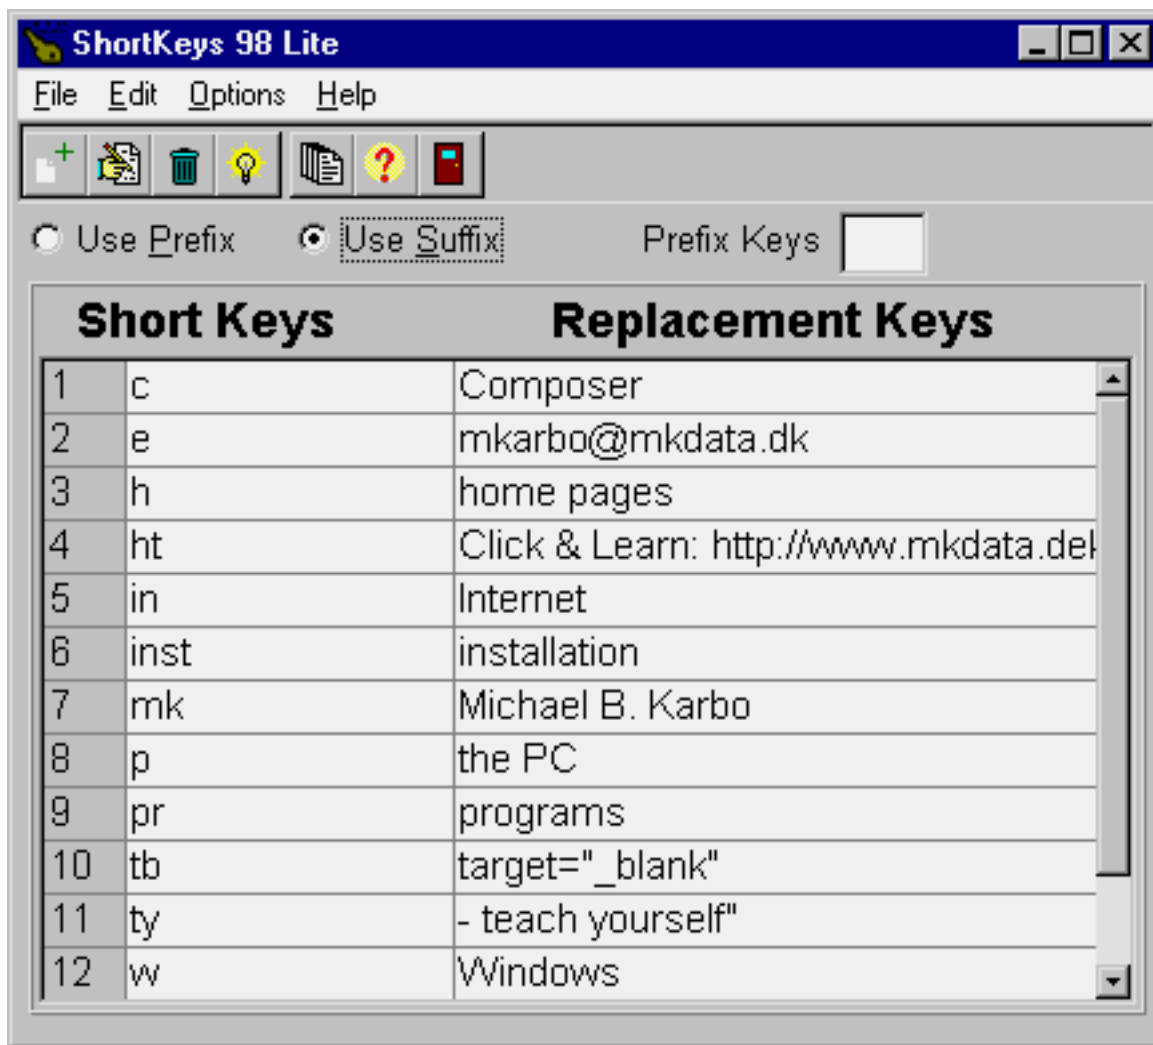 ShortKeys 98 Lite
File Edit Options Help
Use Prefix Use Suffix Prefix Keys
Short Keys Replacement Keys
1 c Composer
2 e mkarbo@mkdata.dk
3 h home pages
4 ht Click & Learn: http://www.mkdata.dek
5 in Internet
6 inst installation
7 mk Michael B. Karbo
8 p the PC
9 pr programs
10 tb target="_blank"
11 ty - teach yourself"
12 w Windows